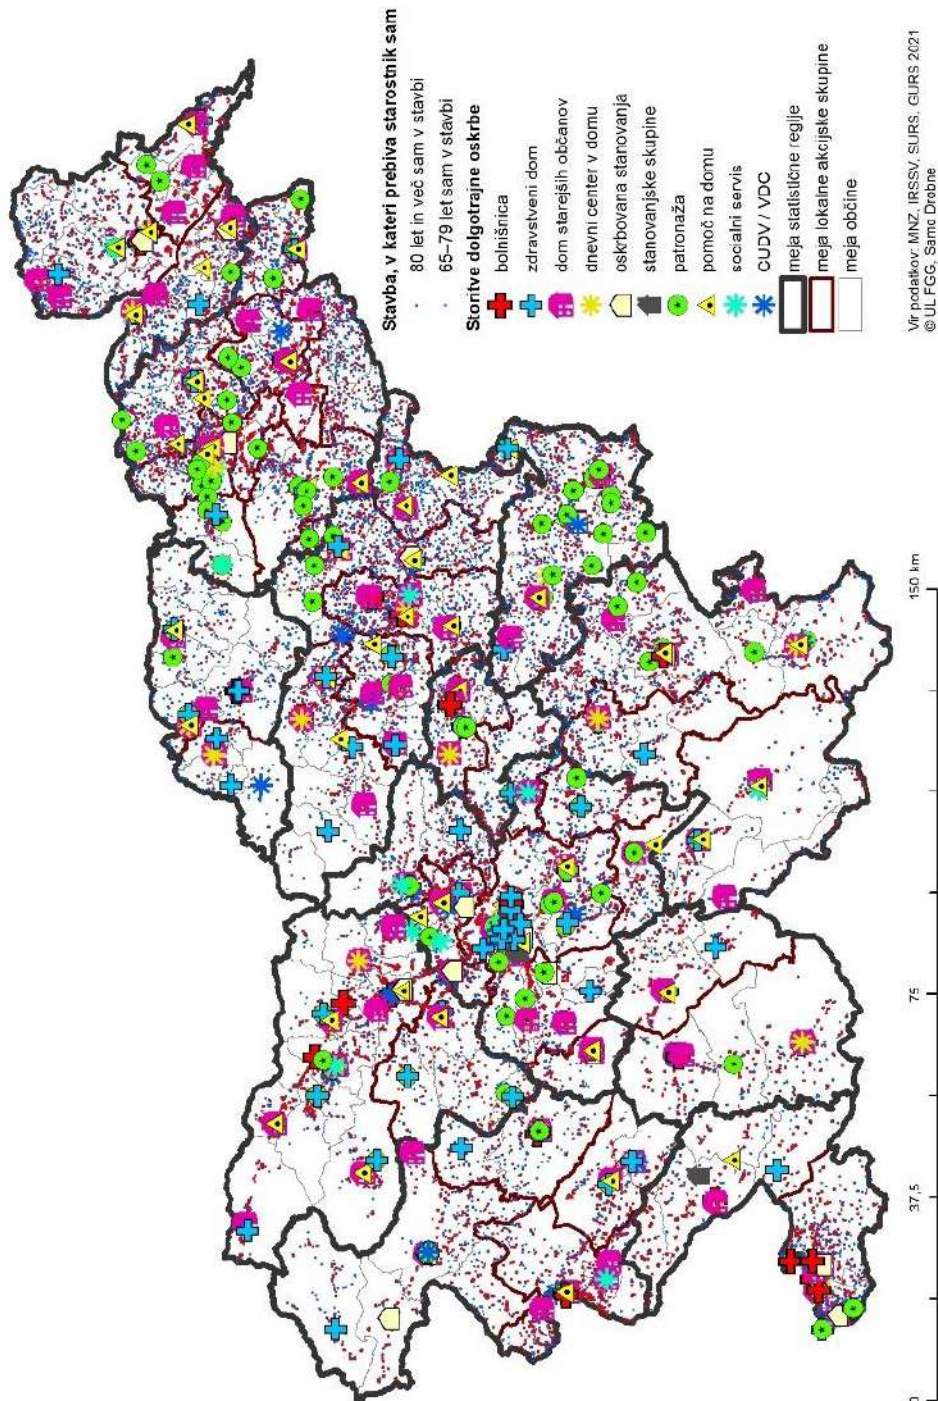 Stavba, v kateri prebiva starostnik sam
80 let in več sam v stavbi
65–79 let sam v stavbi
Storitve dolgotrajne oskrbe
bolnišnica
zdravstveni dom
dom starejših občanov
dnevni center v domu
oskrbovana stanovanja
stanovanjske skupine
patronaža
pomoč na domu
socialni servis
CUDV / VDC
meja statistične regije
meja lokalne akcijske skupine
meja občine
Vir podatkov: MNZ, IRSSV, SURS, GURS 2021
© UL FGG, Samo Drobne
0
37,5
75
150 km